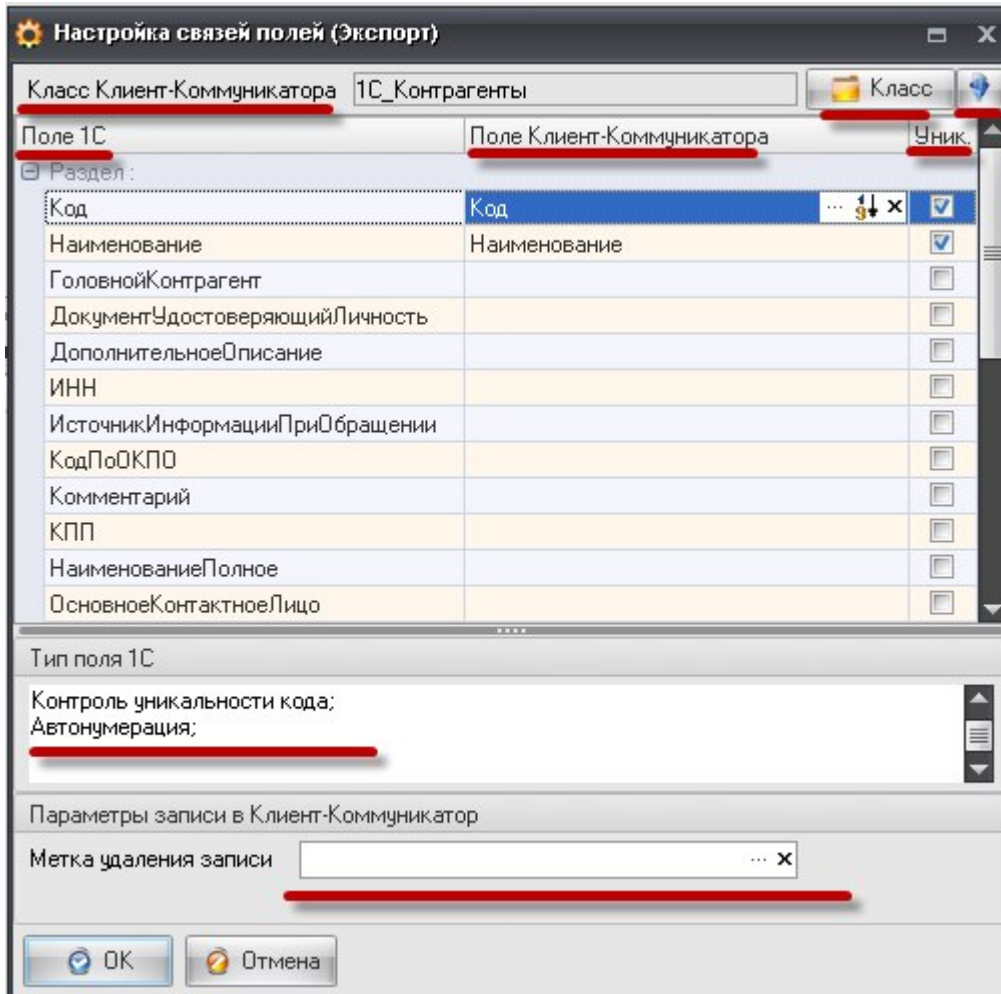 Настройка связей полей (Экспорт)
Класс Клиент-Коммуникатора 1С_Контрагенты Класс
Поле 1С Поле Клиент-Коммуникатора Уник.
Раздел :
Код Код
Наименование Наименование
ГоловнойКонтрагент
ДокументУдостоверяющийЛичность
ДополнительноеОписание
ИНН
ИсточникИнформацииПриОбращении
КодПоОКПО
Комментарий
КПП
НаименованиеПолное
ОсновноеКонтактноеЛицо
Тип поля 1С
Контроль уникальности кода;
Автонумерация;
Параметры записи в Клиент-Коммуникатор
Метка удаления записи
OK Отмена